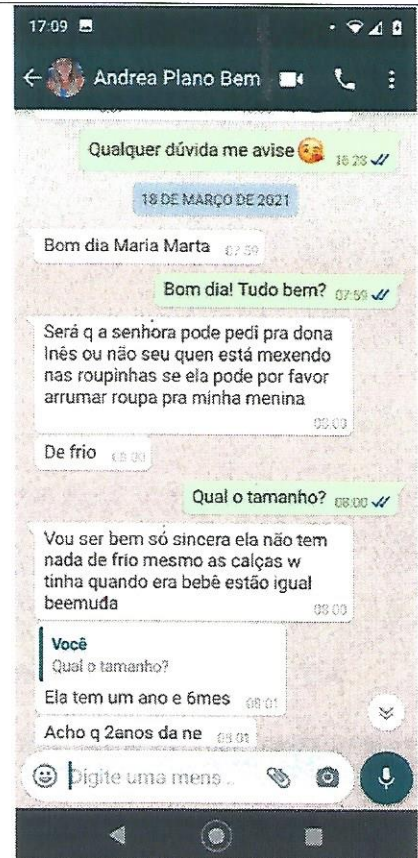 17:09
Andrea Plano Bem
Qualquer dúvida me avise
16:28
18 DE MARÇO DE 2021
Bom dia Maria Marta
07:59
Bom dia! Tudo bem?
07:59
Será q a senhora pode pedi pra dona
Inês ou não seu quen está mexendo
nas roupinhas se ela pode por favor
arrumar roupa pra minha menina
08:00
De frio
08:00
Qual o tamanho?
08:00
Vou ser bem só sincera ela não tem
nada de frio mesmo as calças w
tinha quando era bebê estão igual
beemuda
08:00
Você
Qual o tamanho?
Ela tem um ano e 6mes
08:01
Acho q 2anos da ne
08:01
Digite uma mens...